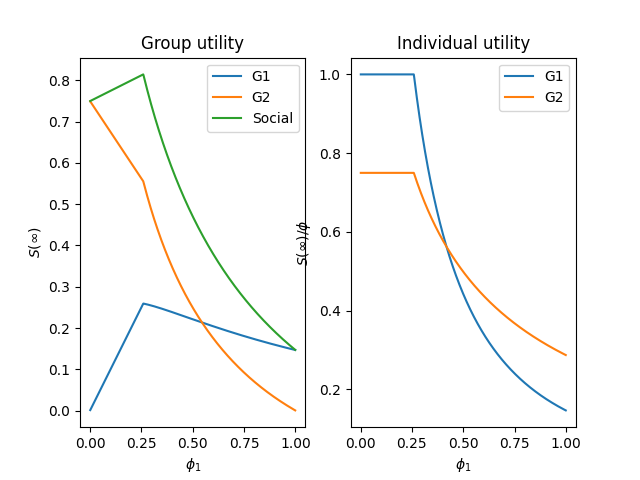 Group utility
S(∞)
0.8
0.7
0.6
0.5
0.4
0.3
0.2
0.1
0.0
G1
G2
Social
0.00 0.25 0.50 0.75 1.00
ϕ₁
Individual utility
S(∞)/ϕ
1.0
0.8
0.6
0.4
0.2
G1
G2
0.00 0.25 0.50 0.75 1.00
ϕ₁